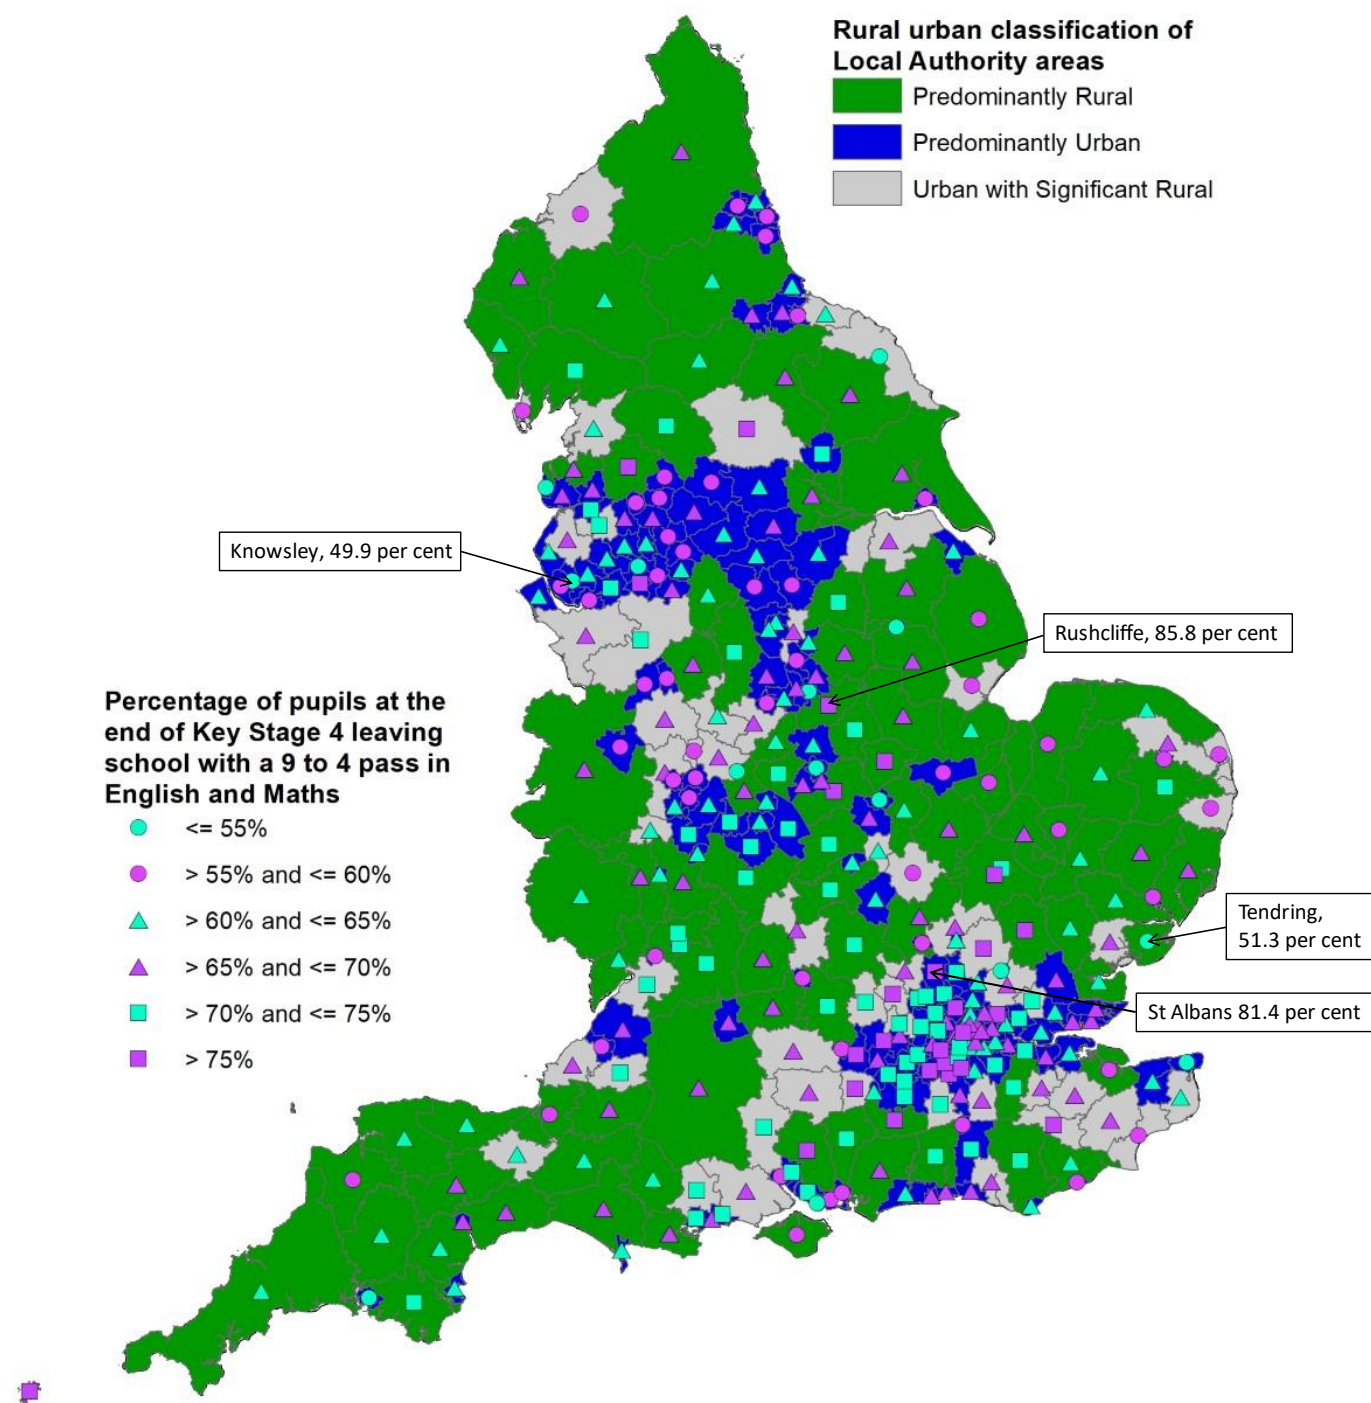 Rural urban classification of
Local Authority areas
Predominantly Rural
Predominantly Urban
Urban with Significant Rural
Knowsley, 49.9 per cent
Rushcliffe, 85.8 per cent
Percentage of pupils at the
end of Key Stage 4 leaving
school with a 9 to 4 pass in
English and Maths
<= 55%
> 55% and <= 60%
> 60% and <= 65%
> 65% and <= 70%
> 70% and <= 75%
> 75%
Tendring,
51.3 per cent
St Albans 81.4 per cent